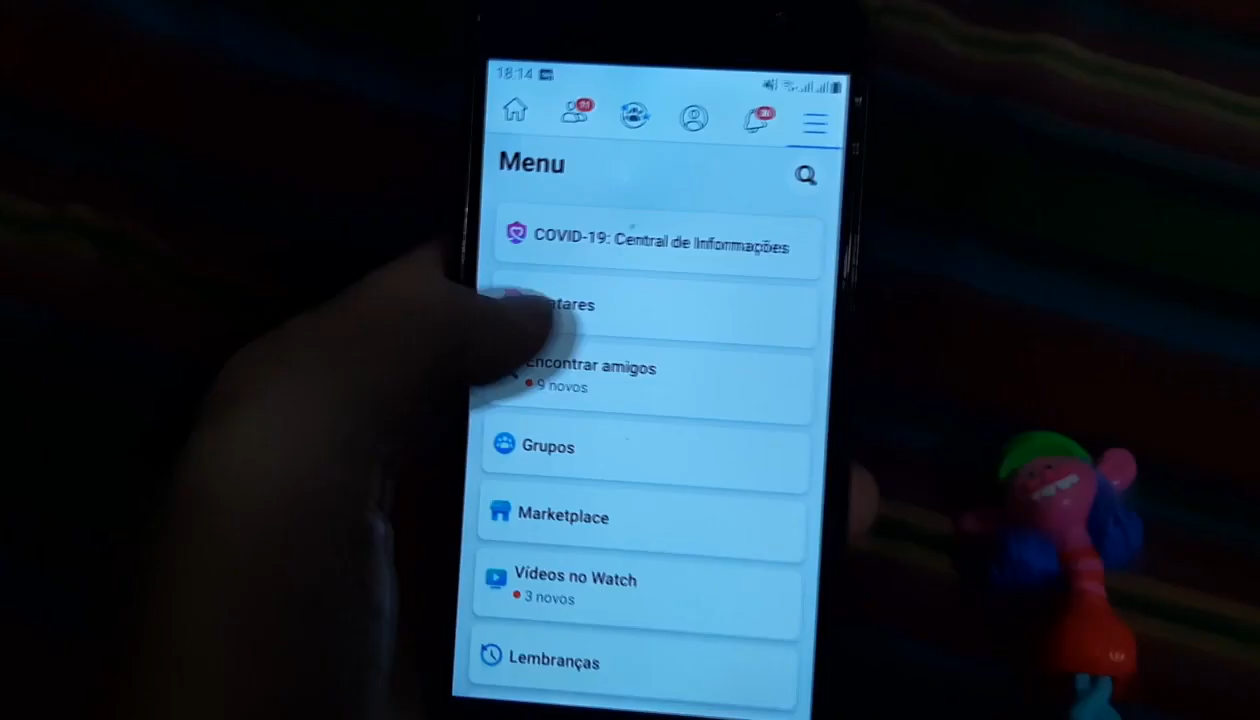 18:14
Menu
COVID-19: Central de Informações
atares
Encontrar amigos
9 novos
Grupos
Marketplace
Vídeos no Watch
3 novos
Lembranças